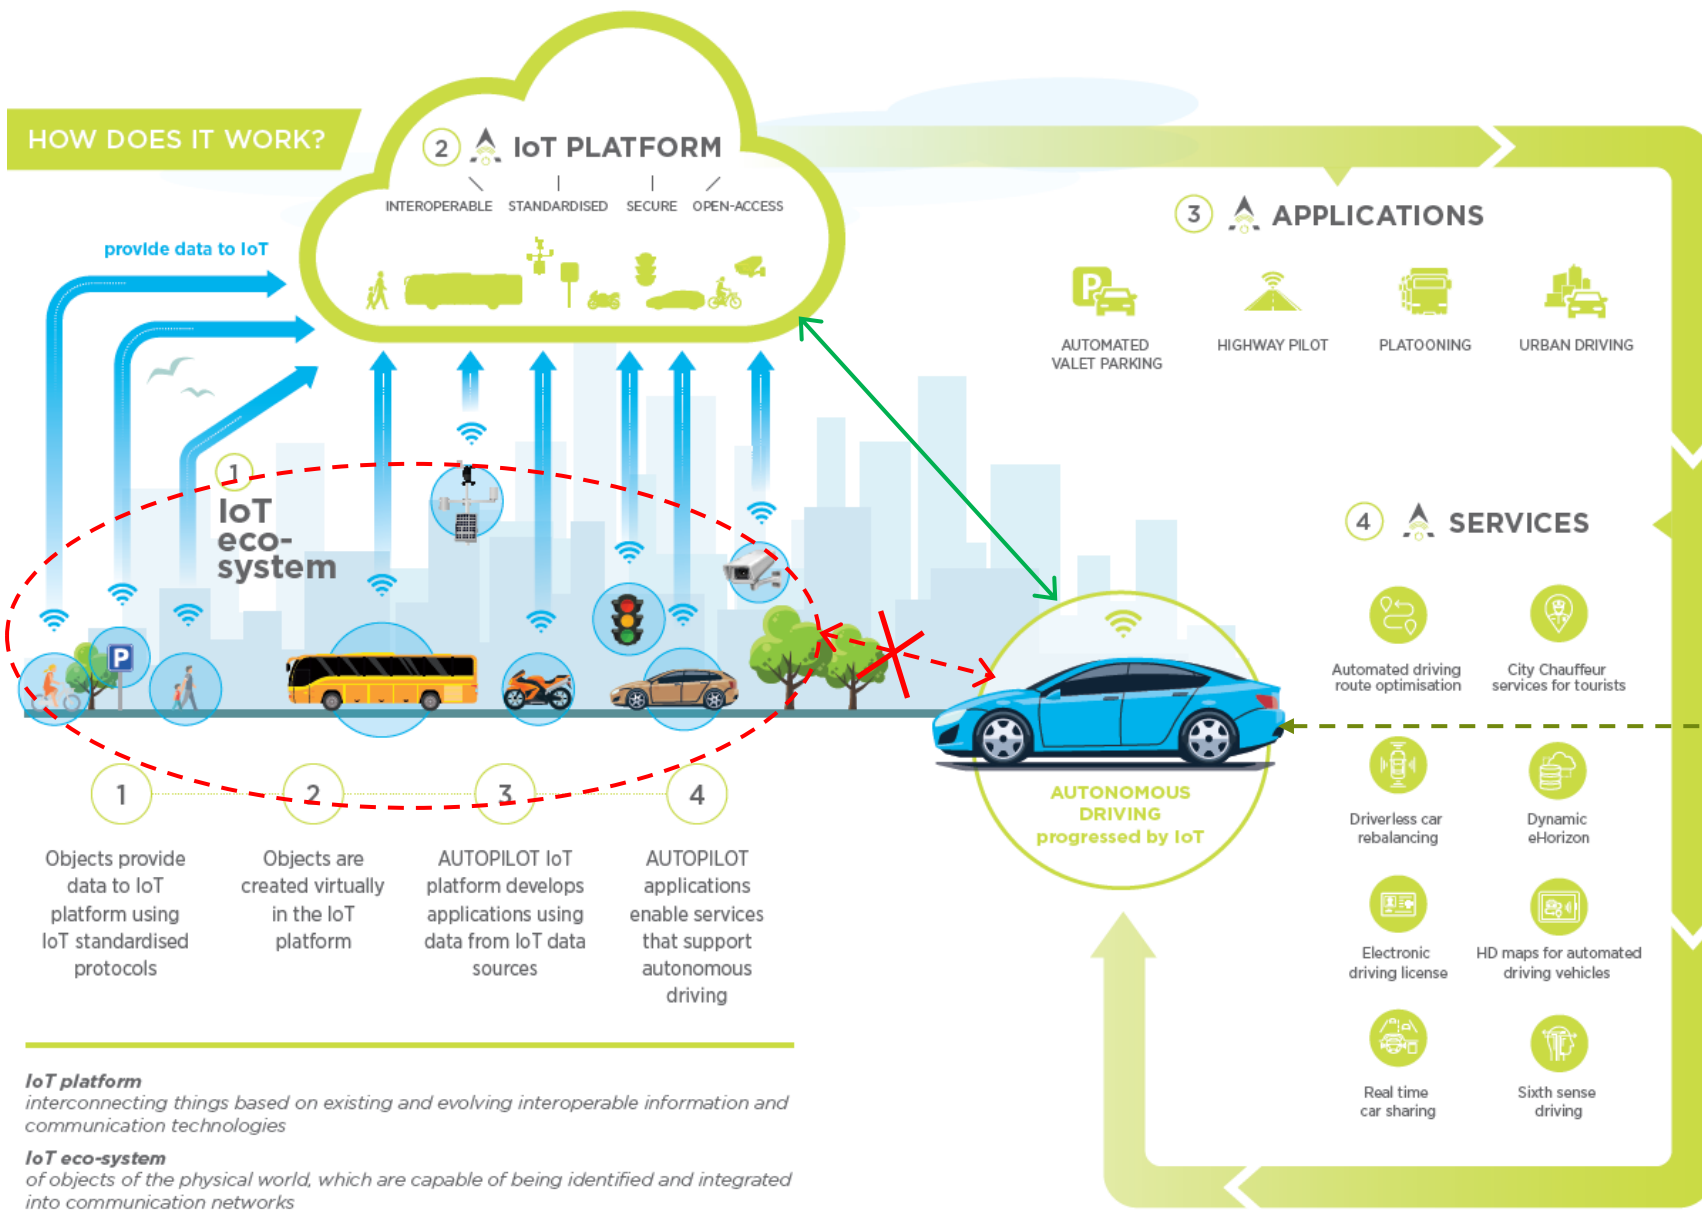 HOW DOES IT WORK?
2 IoT PLATFORM
INTEROPERABLE STANDARDISED SECURE OPEN-ACCESS
provide data to IoT
1
IoT
eco-
system
P
3 APPLICATIONS
P
AUTOMATED
VALET PARKING
HIGHWAY PILOT
PLATOONING
URBAN DRIVING
4 SERVICES
Automated driving
route optimisation
City Chauffeur
services for tourists
Driverless car
rebalancing
Dynamic
eHorizon
Electronic
driving license
HD maps for automated
driving vehicles
Real time
car sharing
Sixth sense
driving
AUTONOMOUS
DRIVING
progressed by IoT
1
Objects provide
data to IoT
platform using
IoT standardised
protocols
2
Objects are
created virtually
in the IoT
platform
3
AUTOPILOT IoT
platform develops
applications using
data from IoT data
sources
4
AUTOPILOT
applications
enable services
that support
autonomous
driving
IoT platform
interconnecting things based on existing and evolving interoperable information and
communication technologies
IoT eco-system
of objects of the physical world, which are capable of being identified and integrated
into communication networks